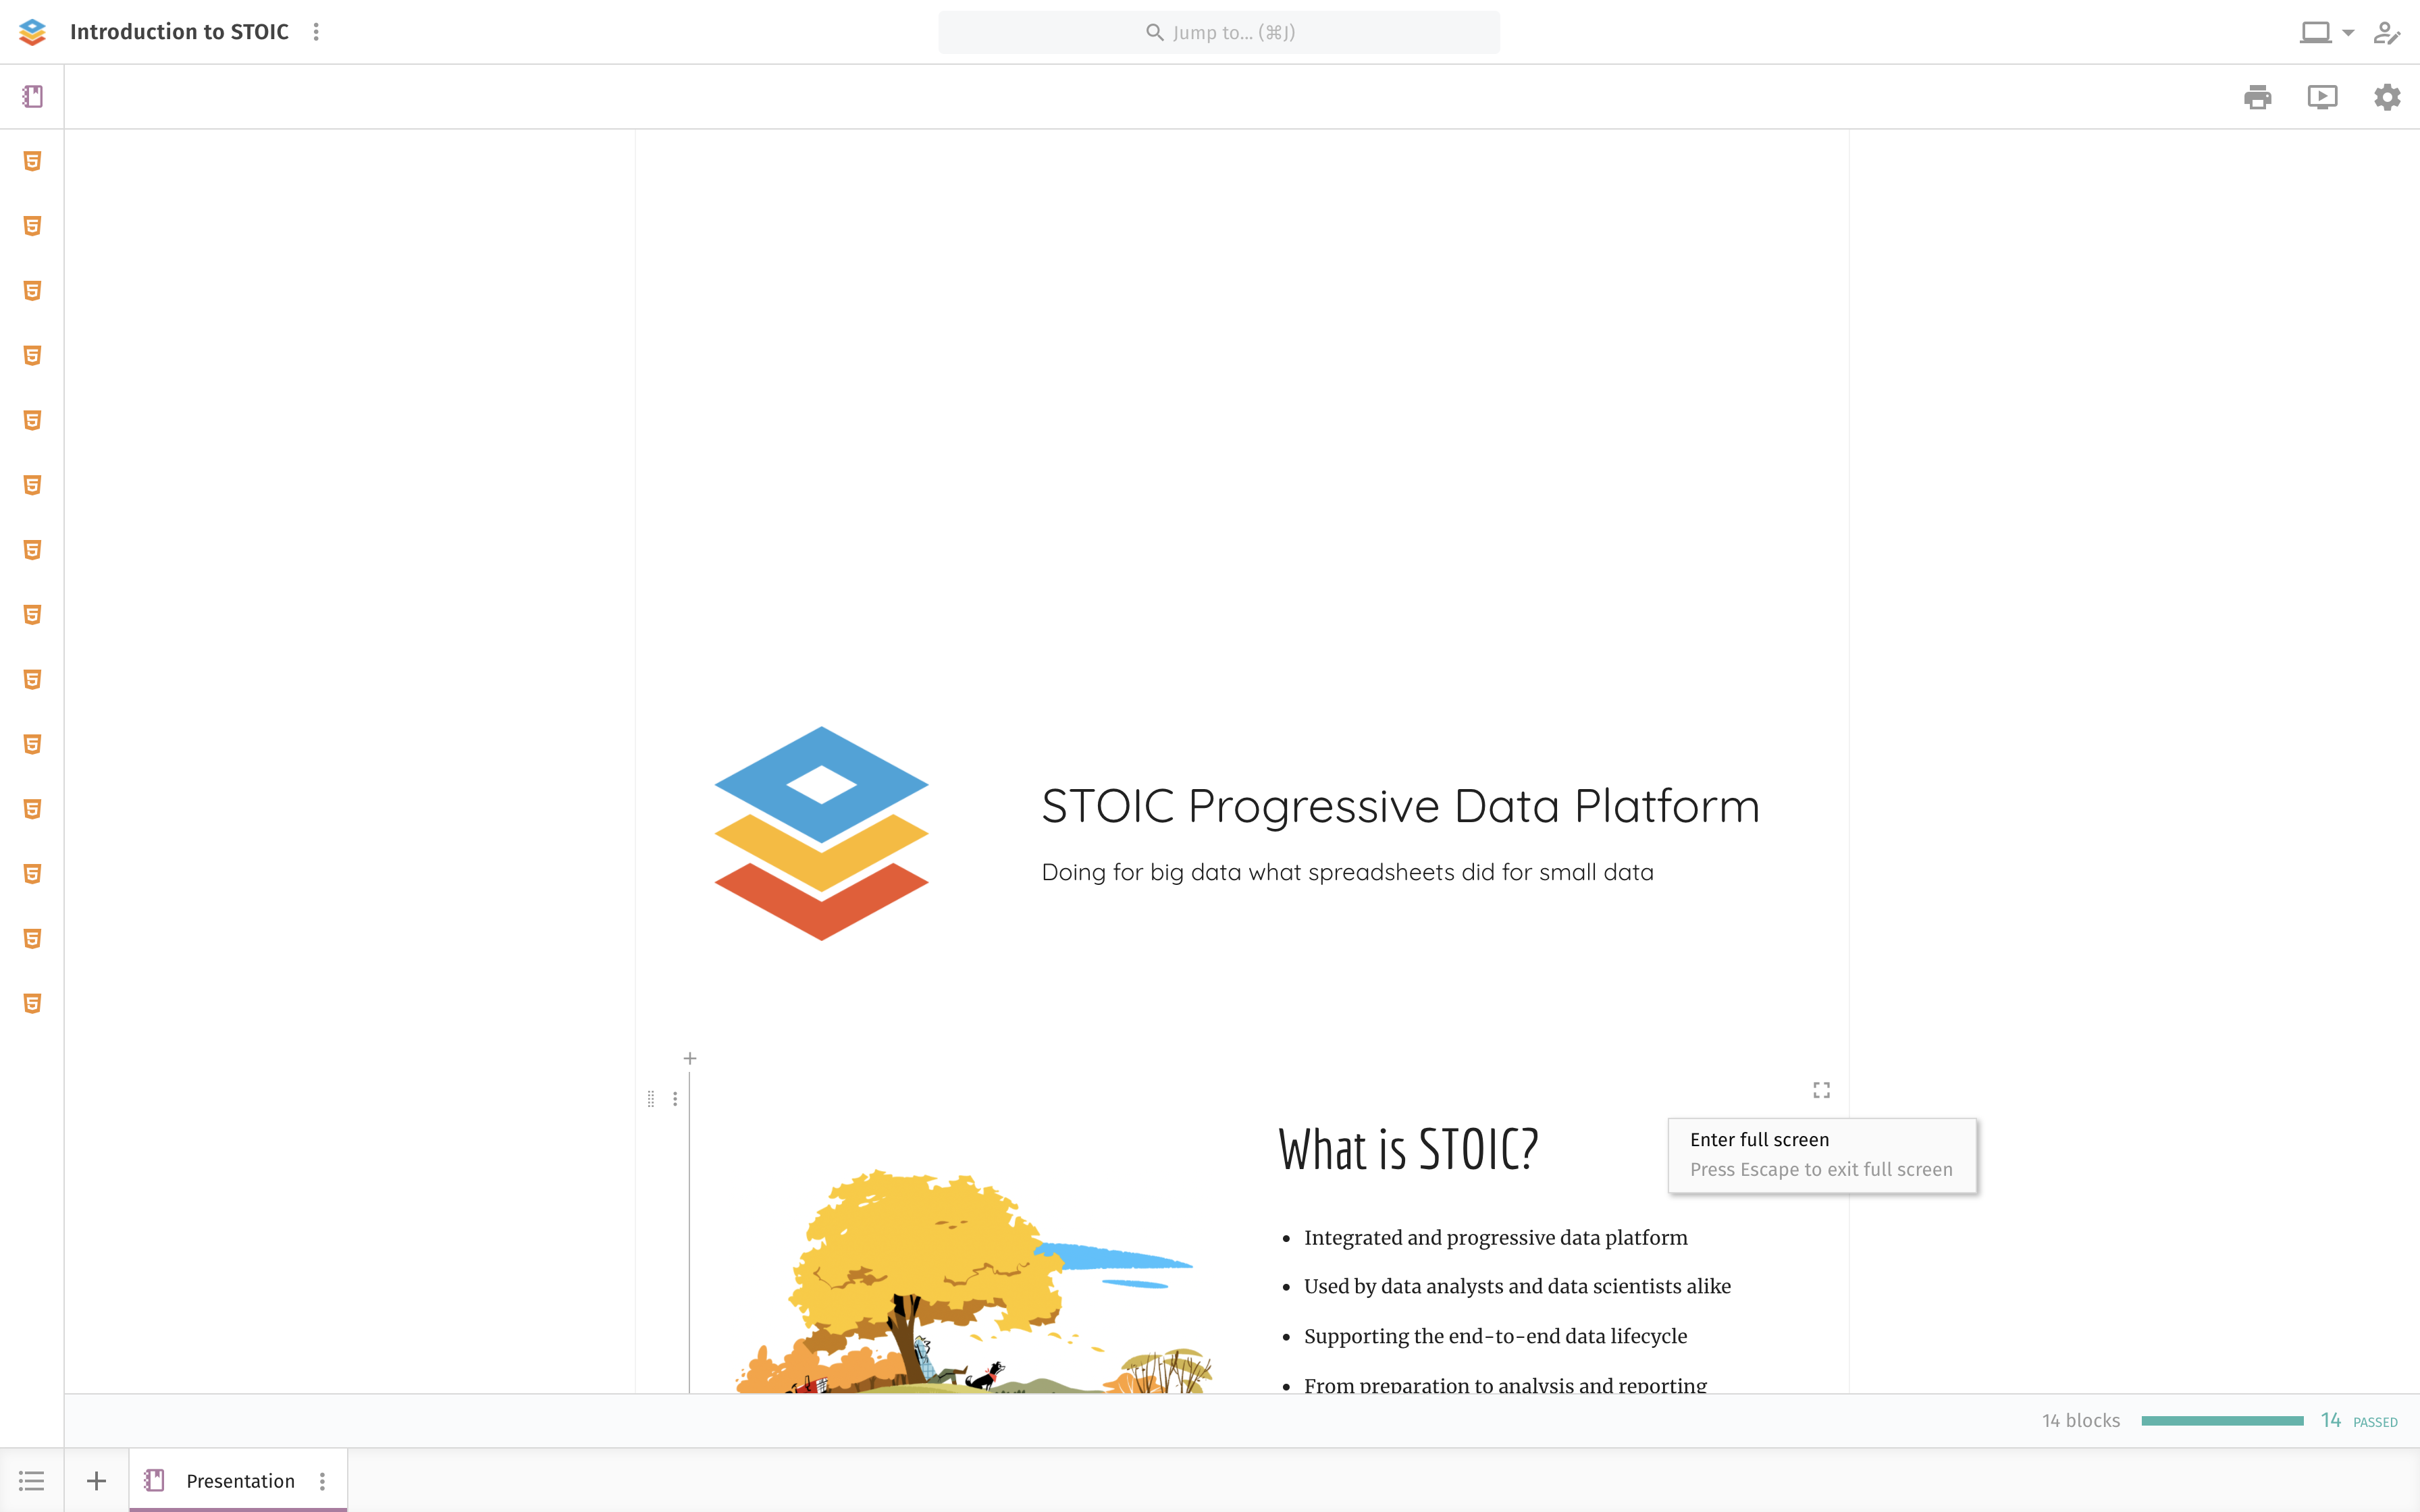 Introduction to STOIC
Jump to... (⌘J)
STOIC Progressive Data Platform
Doing for big data what spreadsheets did for small data
What is STOIC?
Enter full screen
Press Escape to exit full screen
• Integrated and progressive data platform
• Used by data analysts and data scientists alike
• Supporting the end-to-end data lifecycle
• From preparation to analysis and reporting
14 blocks 14 PASSED
Presentation